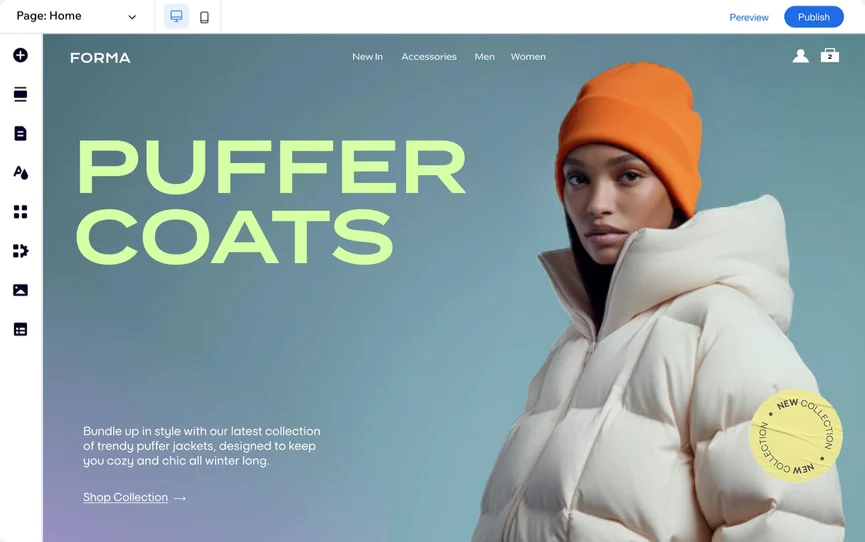 Page: Home
Pereview
Publish
FORMA
New In
Accessories
Men
Women
2
PUFFER
COATS
Bundle up in style with our latest collection
of trendy puffer jackets, designed to keep
you cozy and chic all winter long.
Shop Collection →
• NEW COLLECTION • NEW COLLECTION